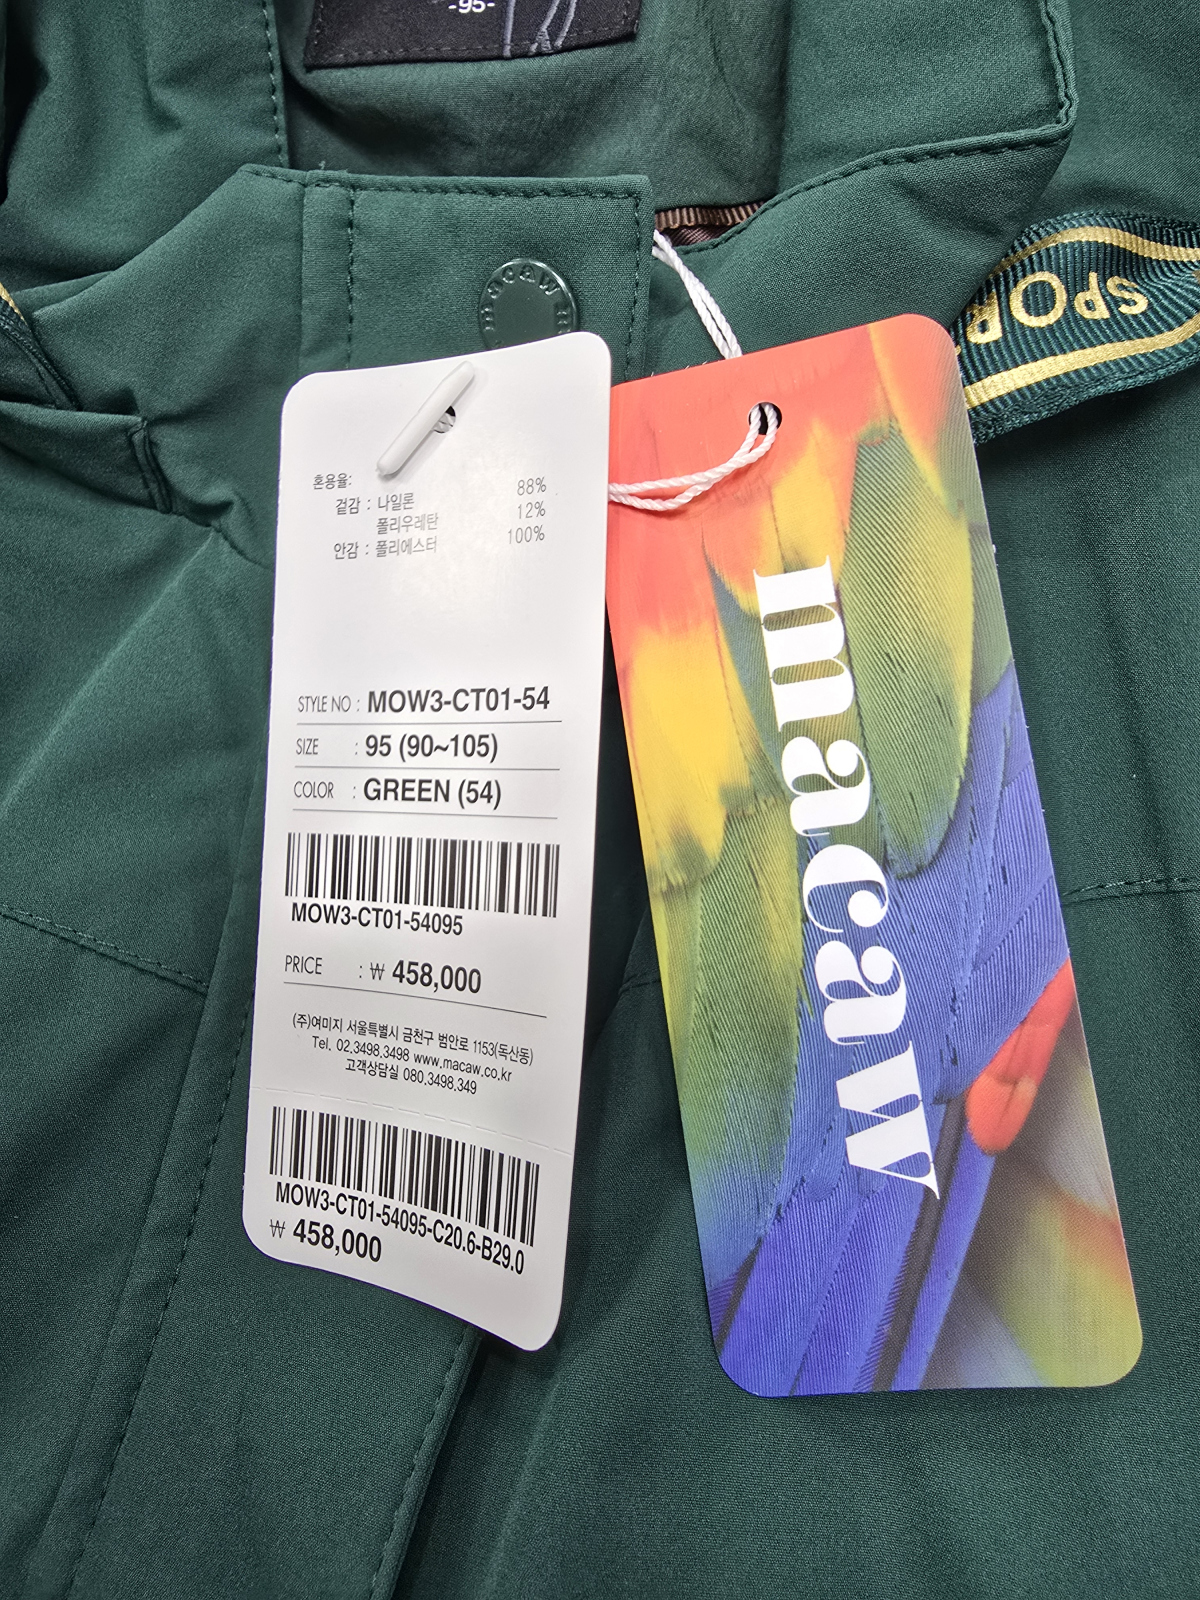 -95-
macaw
SPOR
혼용율:
겉감 : 나일론 88%
폴리우레탄 12%
안감 : 폴리에스터 100%
STYLE NO : MOW3-CT01-54
SIZE : 95 (90~105)
COLOR : GREEN (54)
MOW3-CT01-54095
PRICE : ₩ 458,000
(주)여미지 서울특별시 금천구 범안로 1153(독산동)
Tel. 02.3498.3498 www.macaw.co.kr
고객상담실 080.3498.349
MOW3-CT01-54095-C20.6-B29.0
₩ 458,000
macaw